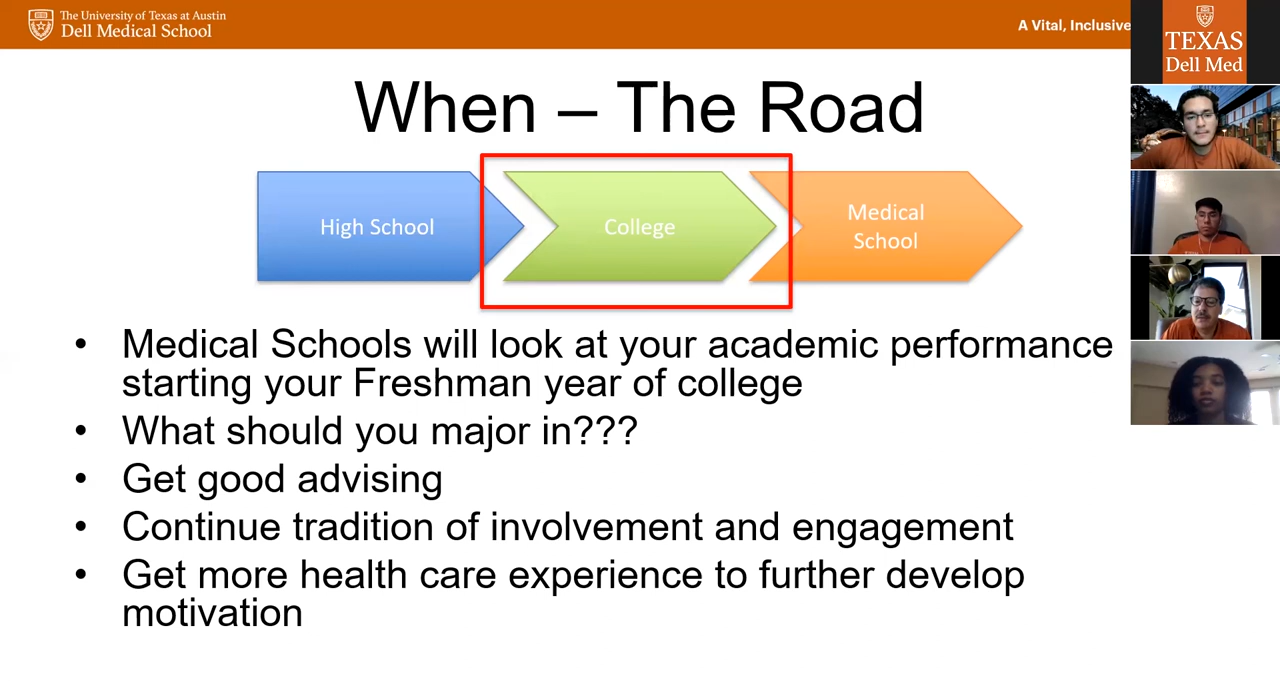 The University of Texas at Austin
Dell Medical School
A Vital, Inclusive
TEXAS
Dell Med
When – The Road
High School
College
Medical
School
• Medical Schools will look at your academic performance
starting your Freshman year of college
• What should you major in???
• Get good advising
• Continue tradition of involvement and engagement
• Get more health care experience to further develop
motivation